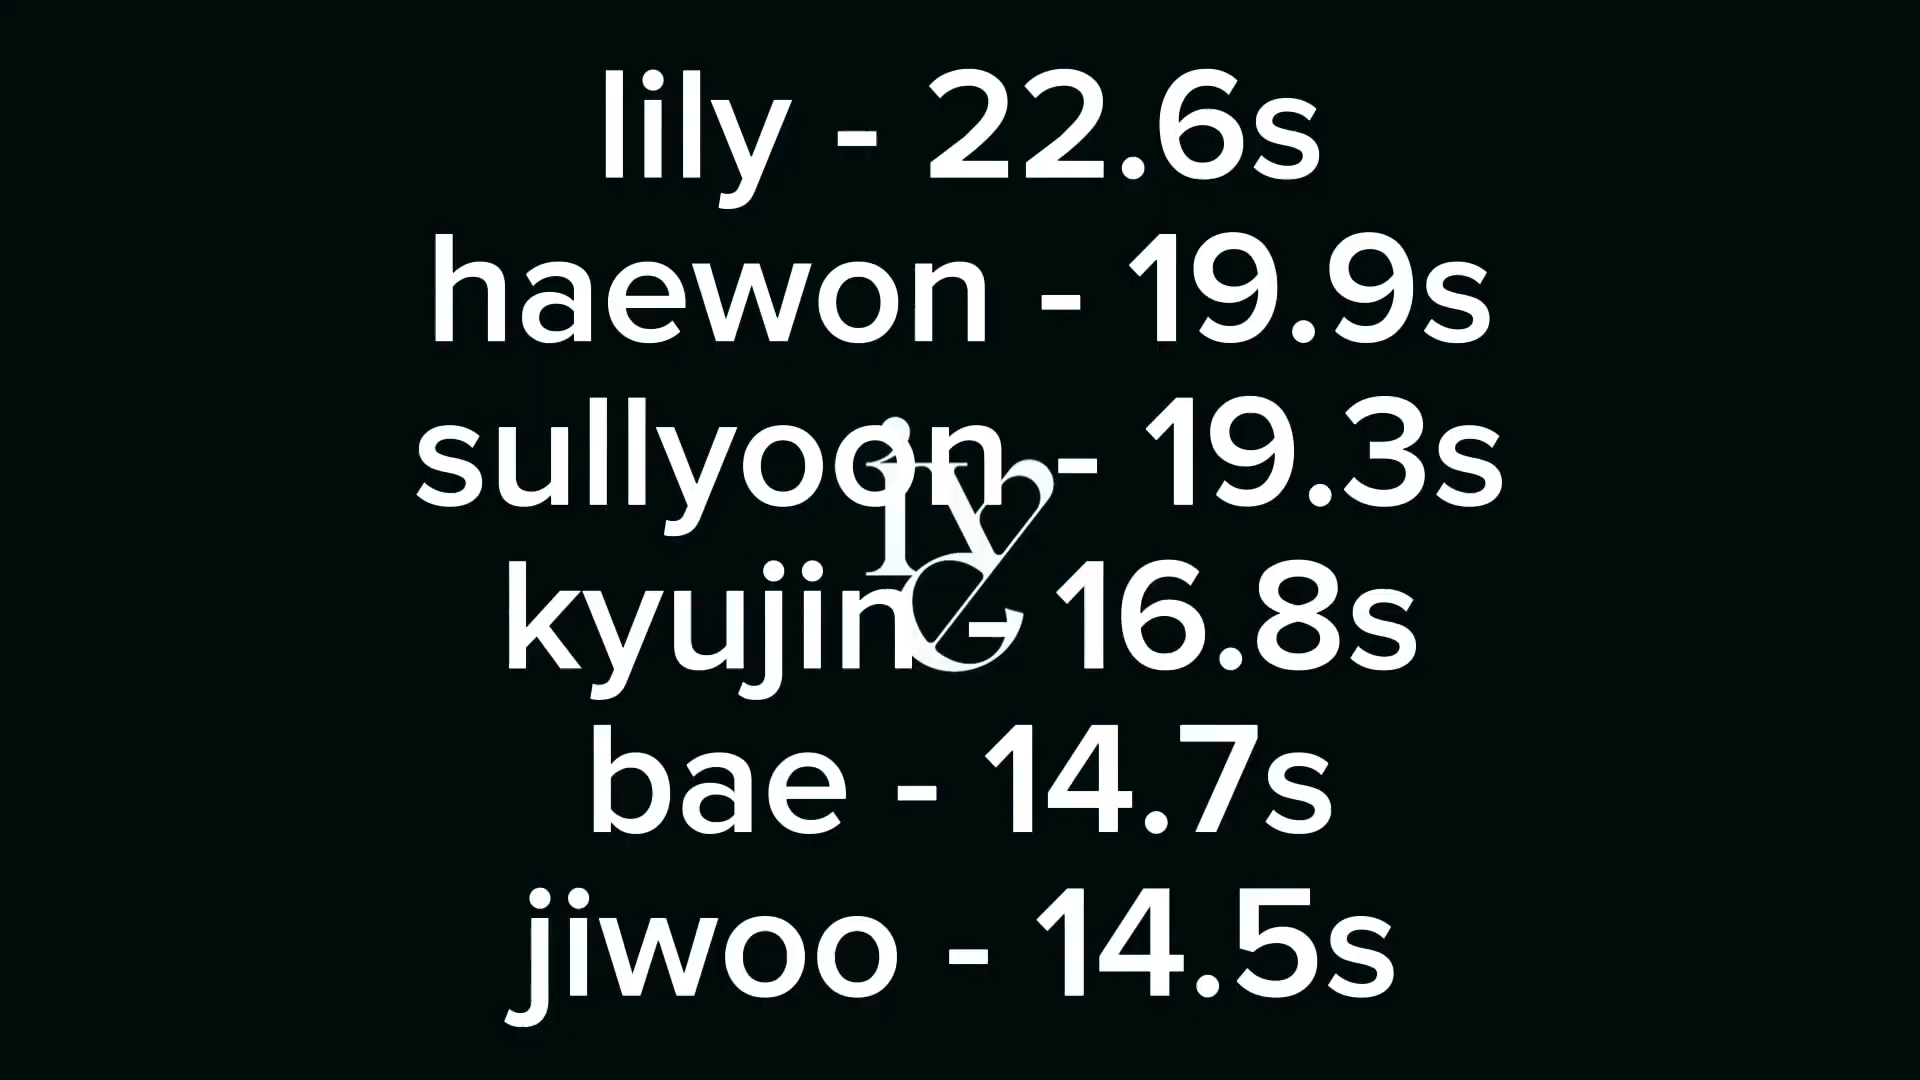 lily - 22.6s
haewon - 19.9s
sullyoon - 19.3s
kyujin - 16.8s
bae - 14.7s
jiwoo - 14.5s